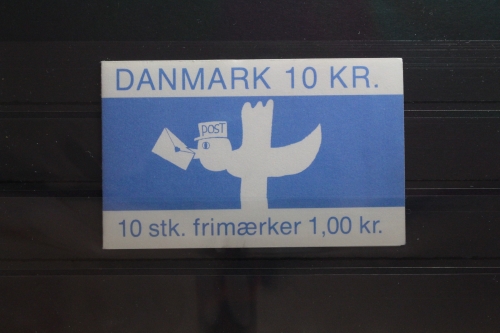 DANMARK 10 KR.
POST
10 stk. frimærker 1,00 kr.